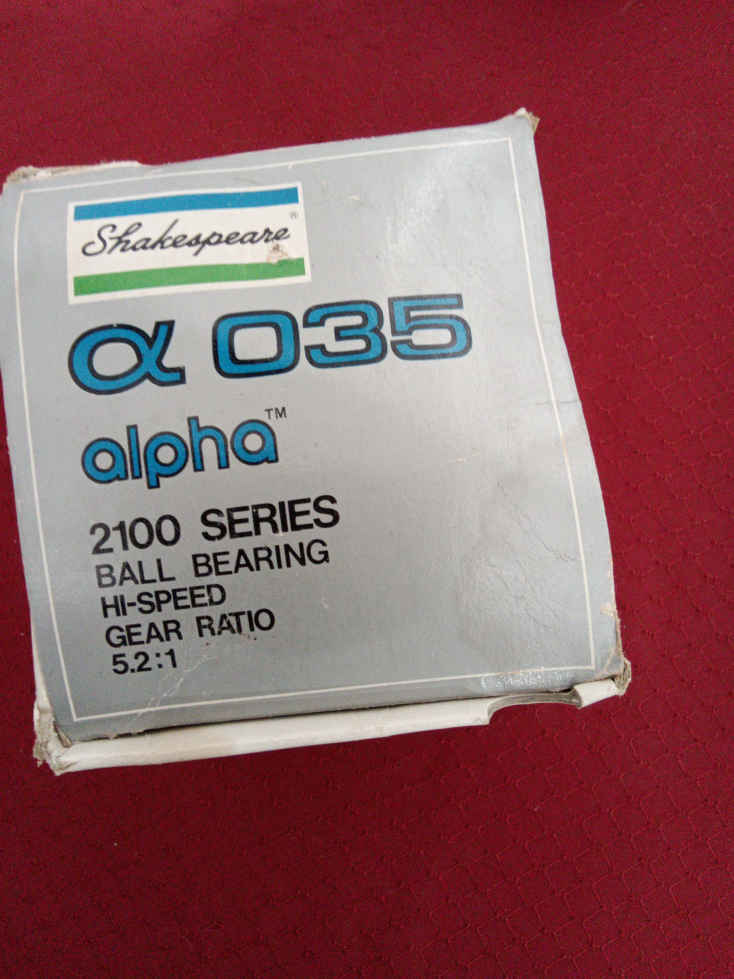 Shakespeare®
α 035
alpha™
2100 SERIES
BALL BEARING
HI-SPEED
GEAR RATIO
5.2:1